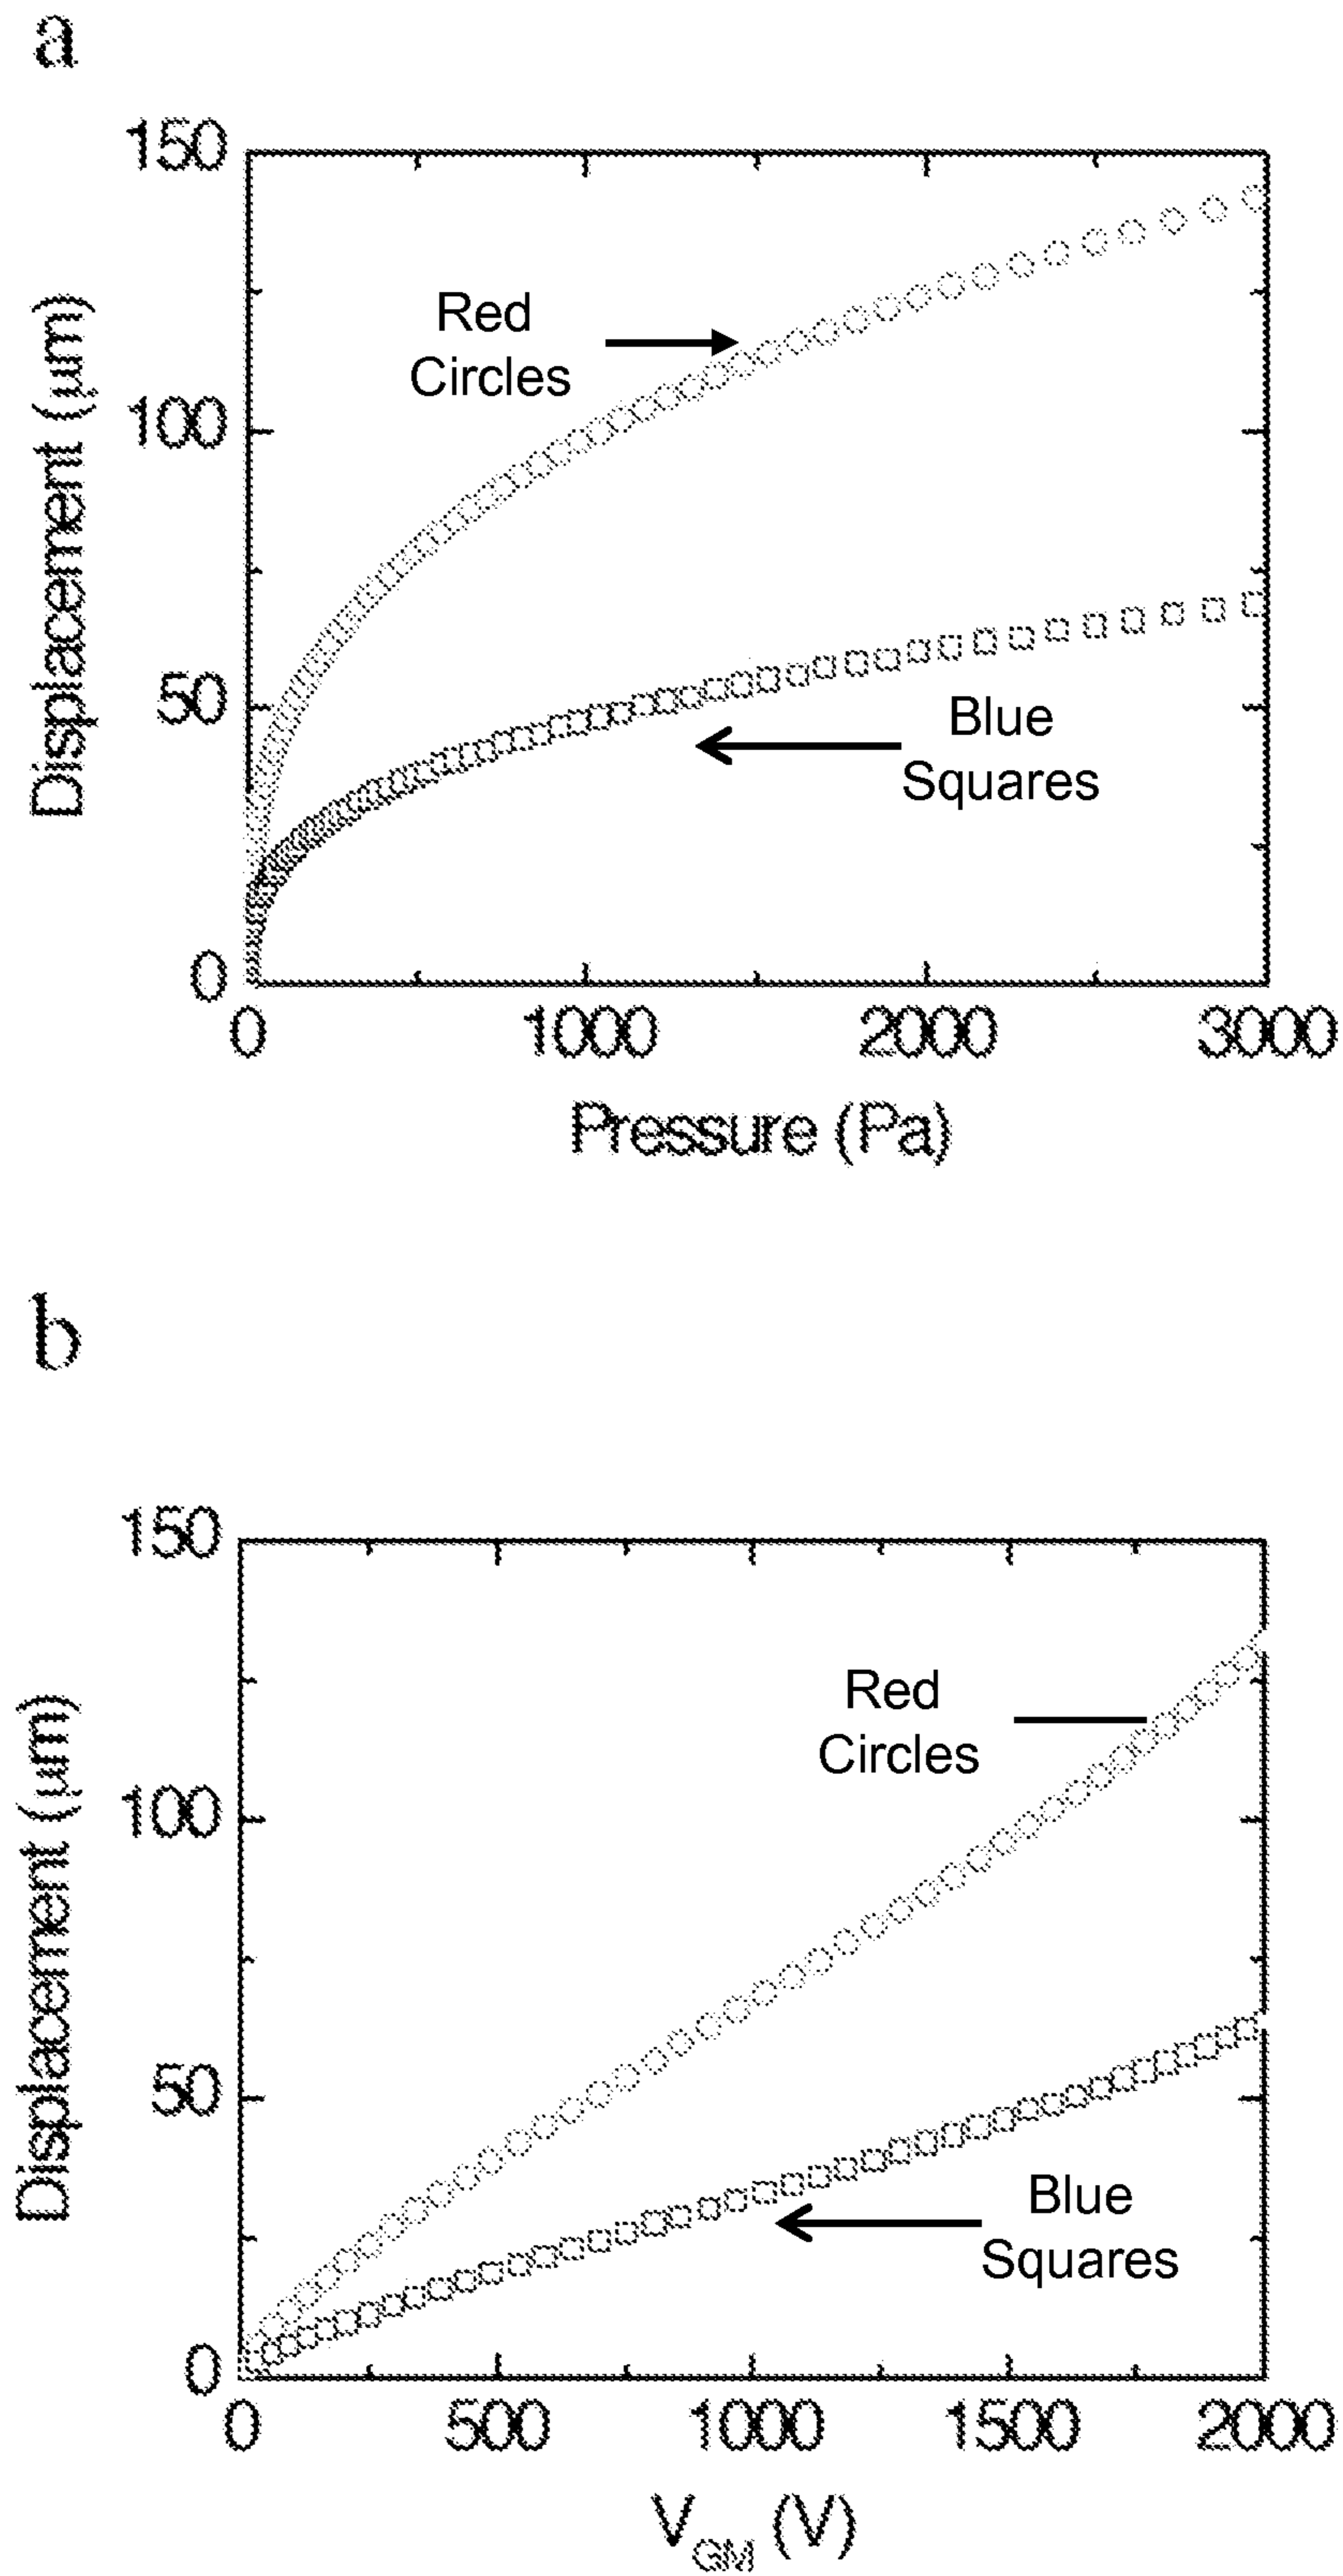 a
150
100
50
0
Displacement (μm)
Red
Circles
Blue
Squares
0 1000 2000 3000
Pressure (Pa)
b
150
100
50
0
Displacement (μm)
Red
Circles
Blue
Squares
0 500 1000 1500 2000
V_GM (V)